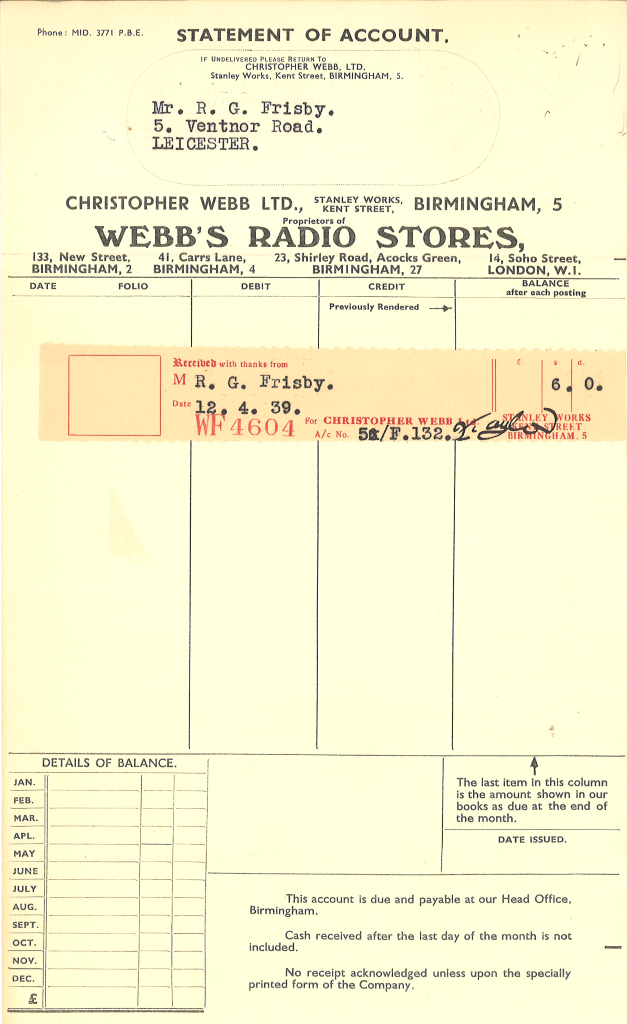 Phone: MID. 3771 P.B.E.
STATEMENT OF ACCOUNT.
IF UNDELIVERED PLEASE RETURN TO
CHRISTOPHER WEBB, LTD.
Stanley Works, Kent Street, BIRMINGHAM, 5.
Mr. R. G. Frisby.
5. Ventnor Road.
LEICESTER.
CHRISTOPHER WEBB LTD., STANLEY WORKS, KENT STREET, BIRMINGHAM, 5
Proprietors of
WEBB'S RADIO STORES,
133, New Street, BIRMINGHAM, 2
41, Carrs Lane, BIRMINGHAM, 4
23, Shirley Road, Acocks Green, BIRMINGHAM, 27
14, Soho Street, LONDON, W.1.
DATE FOLIO DEBIT CREDIT BALANCE
after each posting
Previously Rendered
Received with thanks from
£ s d.
M R. G. Frisby.
6. 0.
Date 12. 4. 39.
WF 4604
For CHRISTOPHER WEBB Ltd.
STANLEY WORKS
KENT STREET
BIRMINGHAM. 5
A/c No. /F.132.
DETAILS OF BALANCE.
JAN.
FEB.
MAR.
APL.
MAY
JUNE
JULY
AUG.
SEPT.
OCT.
NOV.
DEC.
£
The last item in this column
is the amount shown in our
books as due at the end of
the month.
DATE ISSUED.
This account is due and payable at our Head Office,
Birmingham.
Cash received after the last day of the month is not
included.
No receipt acknowledged unless upon the specially
printed form of the Company.